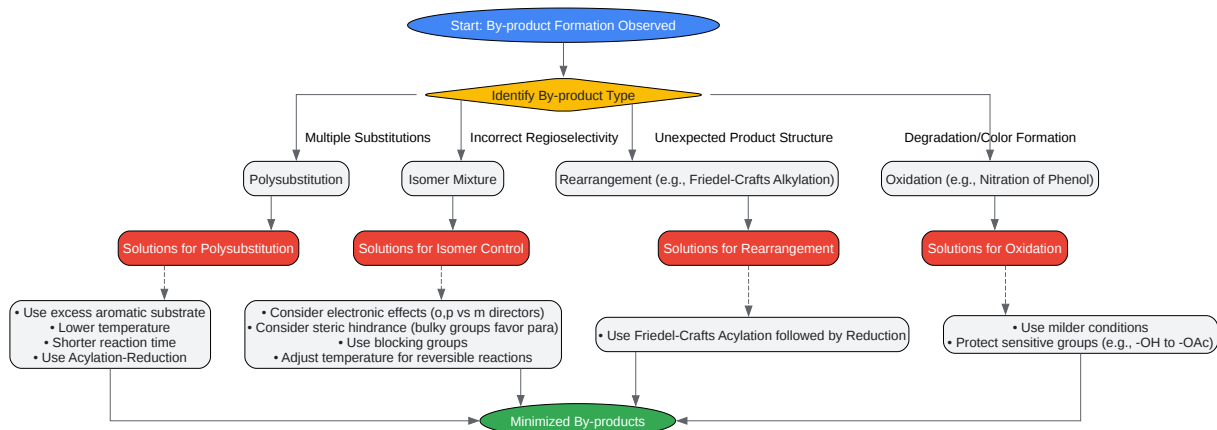 Start: By-product Formation Observed
Identify By-product Type
Multiple Substitutions
Incorrect Regioselectivity
Unexpected Product Structure
Degradation/Color Formation
Polysubstitution
Isomer Mixture
Rearrangement (e.g., Friedel-Crafts Alkylation)
Oxidation (e.g., Nitration of Phenol)
Solutions for Polysubstitution
Solutions for Isomer Control
Solutions for Rearrangement
Solutions for Oxidation
• Use excess aromatic substrate
• Lower temperature
• Shorter reaction time
• Use Acylation-Reduction
• Consider electronic effects (o,p vs m directors)
• Consider steric hindrance (bulky groups favor para)
• Use blocking groups
• Adjust temperature for reversible reactions
• Use Friedel-Crafts Acylation followed by Reduction
• Use milder conditions
• Protect sensitive groups (e.g., -OH to -OAc)
Minimized By-products